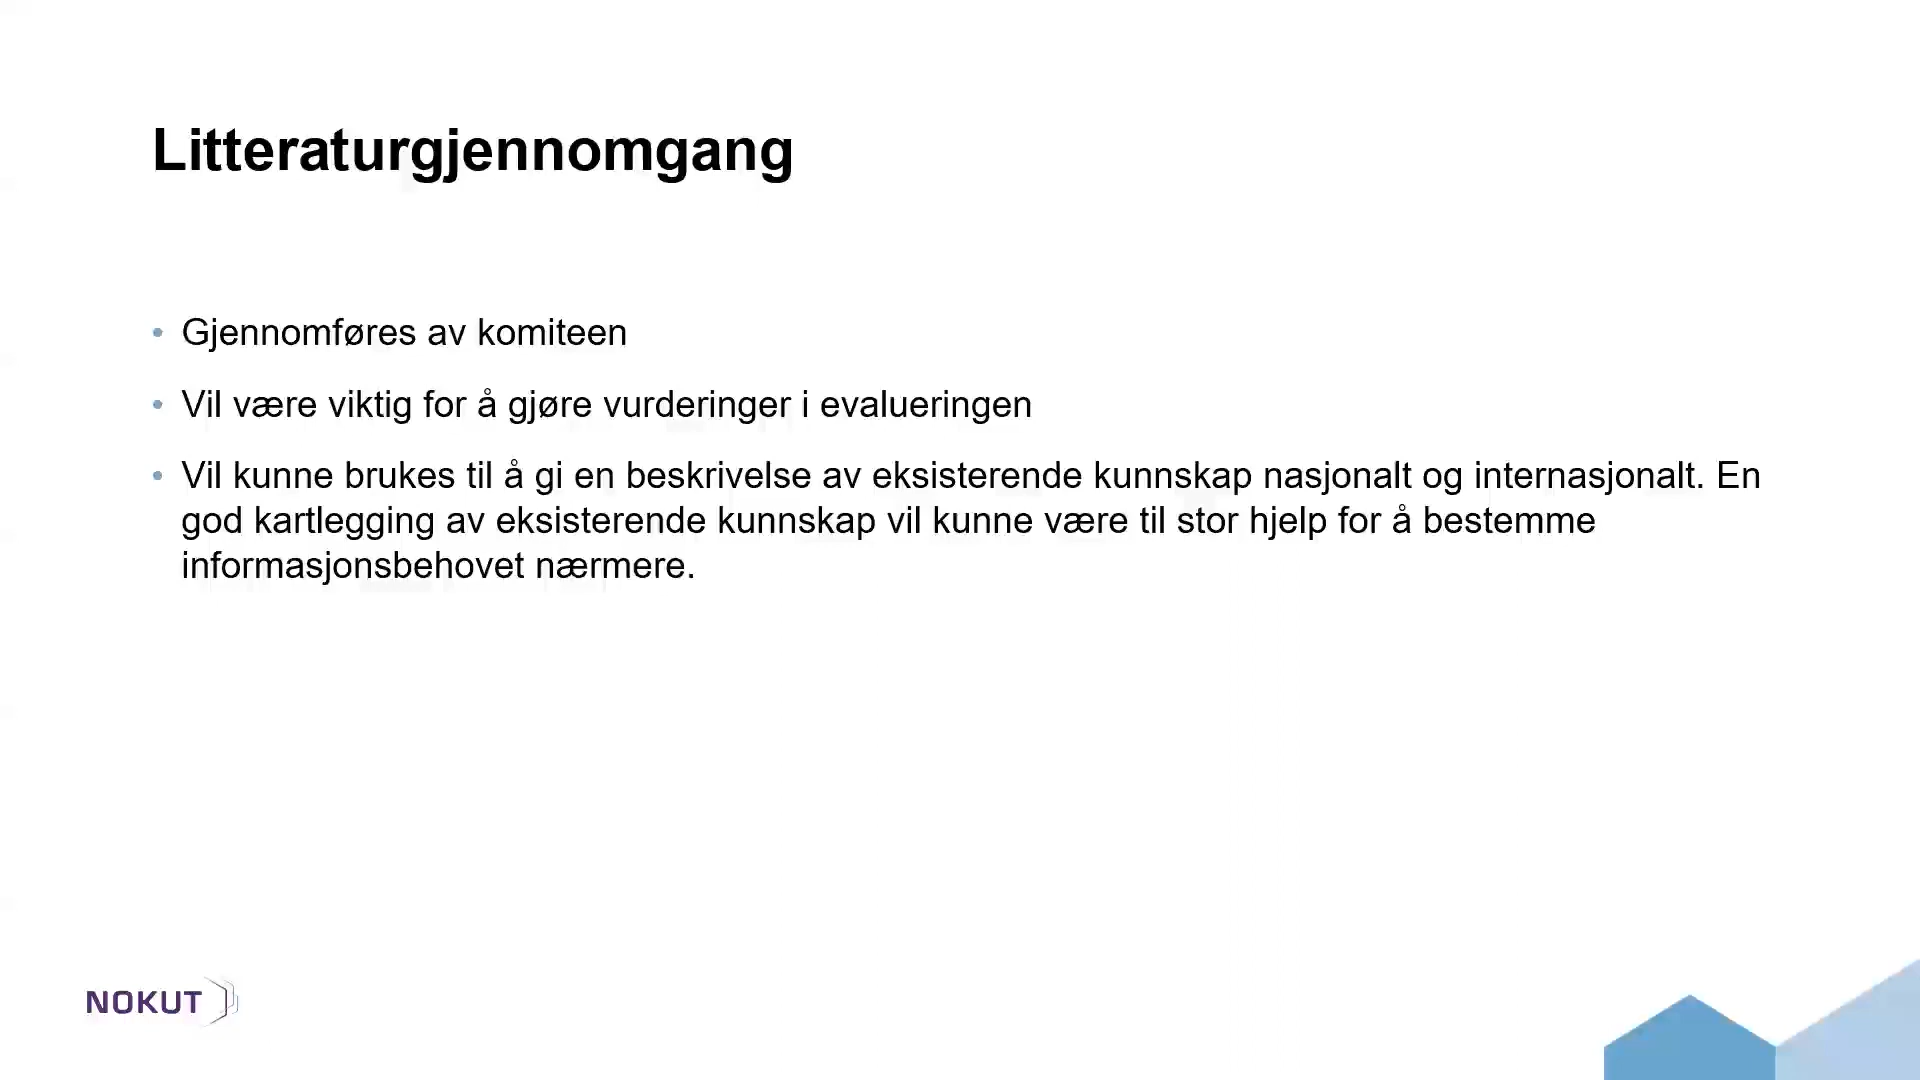 Litteraturgjennomgang
• Gjennomføres av komiteen
• Vil være viktig for å gjøre vurderinger i evalueringen
• Vil kunne brukes til å gi en beskrivelse av eksisterende kunnskap nasjonalt og internasjonalt. En
god kartlegging av eksisterende kunnskap vil kunne være til stor hjelp for å bestemme
informasjonsbehovet nærmere.
NOKUT